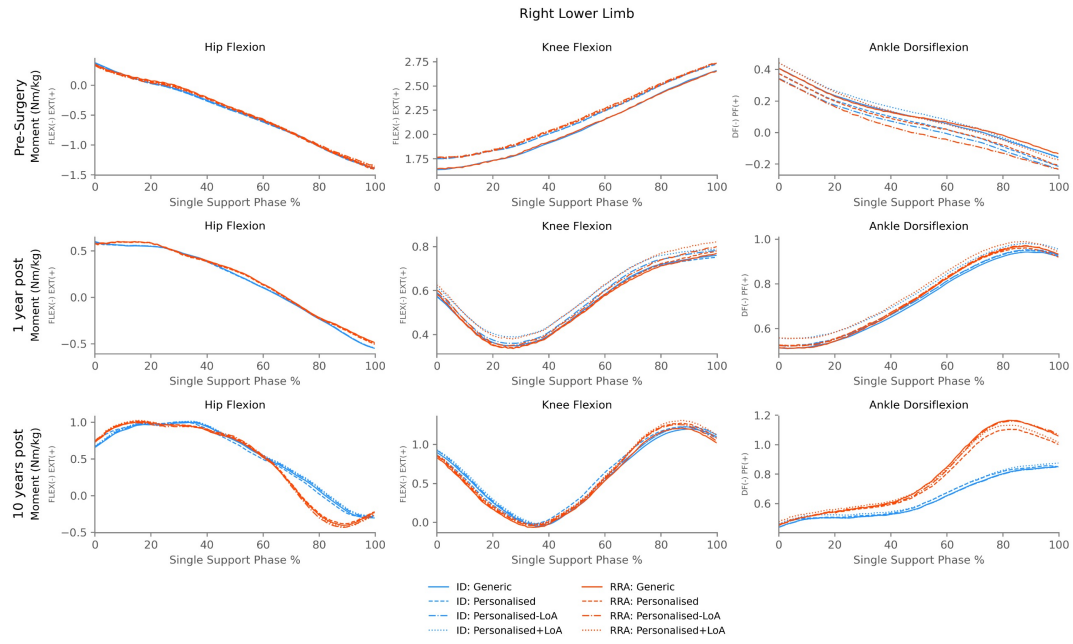 Right Lower Limb
Hip Flexion
Knee Flexion
Ankle Dorsiflexion
Pre-Surgery
Moment (Nm/kg)
FLEX(-) EXT(+)
0.0
−0.5
−1.0
−1.5
0 20 40 60 80 100
Single Support Phase %
FLEX(-) EXT(+)
2.75
2.50
2.25
2.00
1.75
0 20 40 60 80 100
Single Support Phase %
DF(-) PF(+)
0.4
0.2
0.0
−0.2
0 20 40 60 80 100
Single Support Phase %
Hip Flexion
Knee Flexion
Ankle Dorsiflexion
1 year post
Moment (Nm/kg)
FLEX(-) EXT(+)
0.5
0.0
−0.5
0 20 40 60 80 100
Single Support Phase %
FLEX(-) EXT(+)
0.8
0.6
0.4
0 20 40 60 80 100
Single Support Phase %
DF(-) PF(+)
1.0
0.8
0.6
0 20 40 60 80 100
Single Support Phase %
Hip Flexion
Knee Flexion
Ankle Dorsiflexion
10 years post
Moment (Nm/kg)
FLEX(-) EXT(+)
1.0
0.5
0.0
−0.5
0 20 40 60 80 100
Single Support Phase %
FLEX(-) EXT(+)
1.0
0.5
0.0
0 20 40 60 80 100
Single Support Phase %
DF(-) PF(+)
1.2
1.0
0.8
0.6
0 20 40 60 80 100
Single Support Phase %
ID: Generic
ID: Personalised
ID: Personalised-LoA
ID: Personalised+LoA
RRA: Generic
RRA: Personalised
RRA: Personalised-LoA
RRA: Personalised+LoA